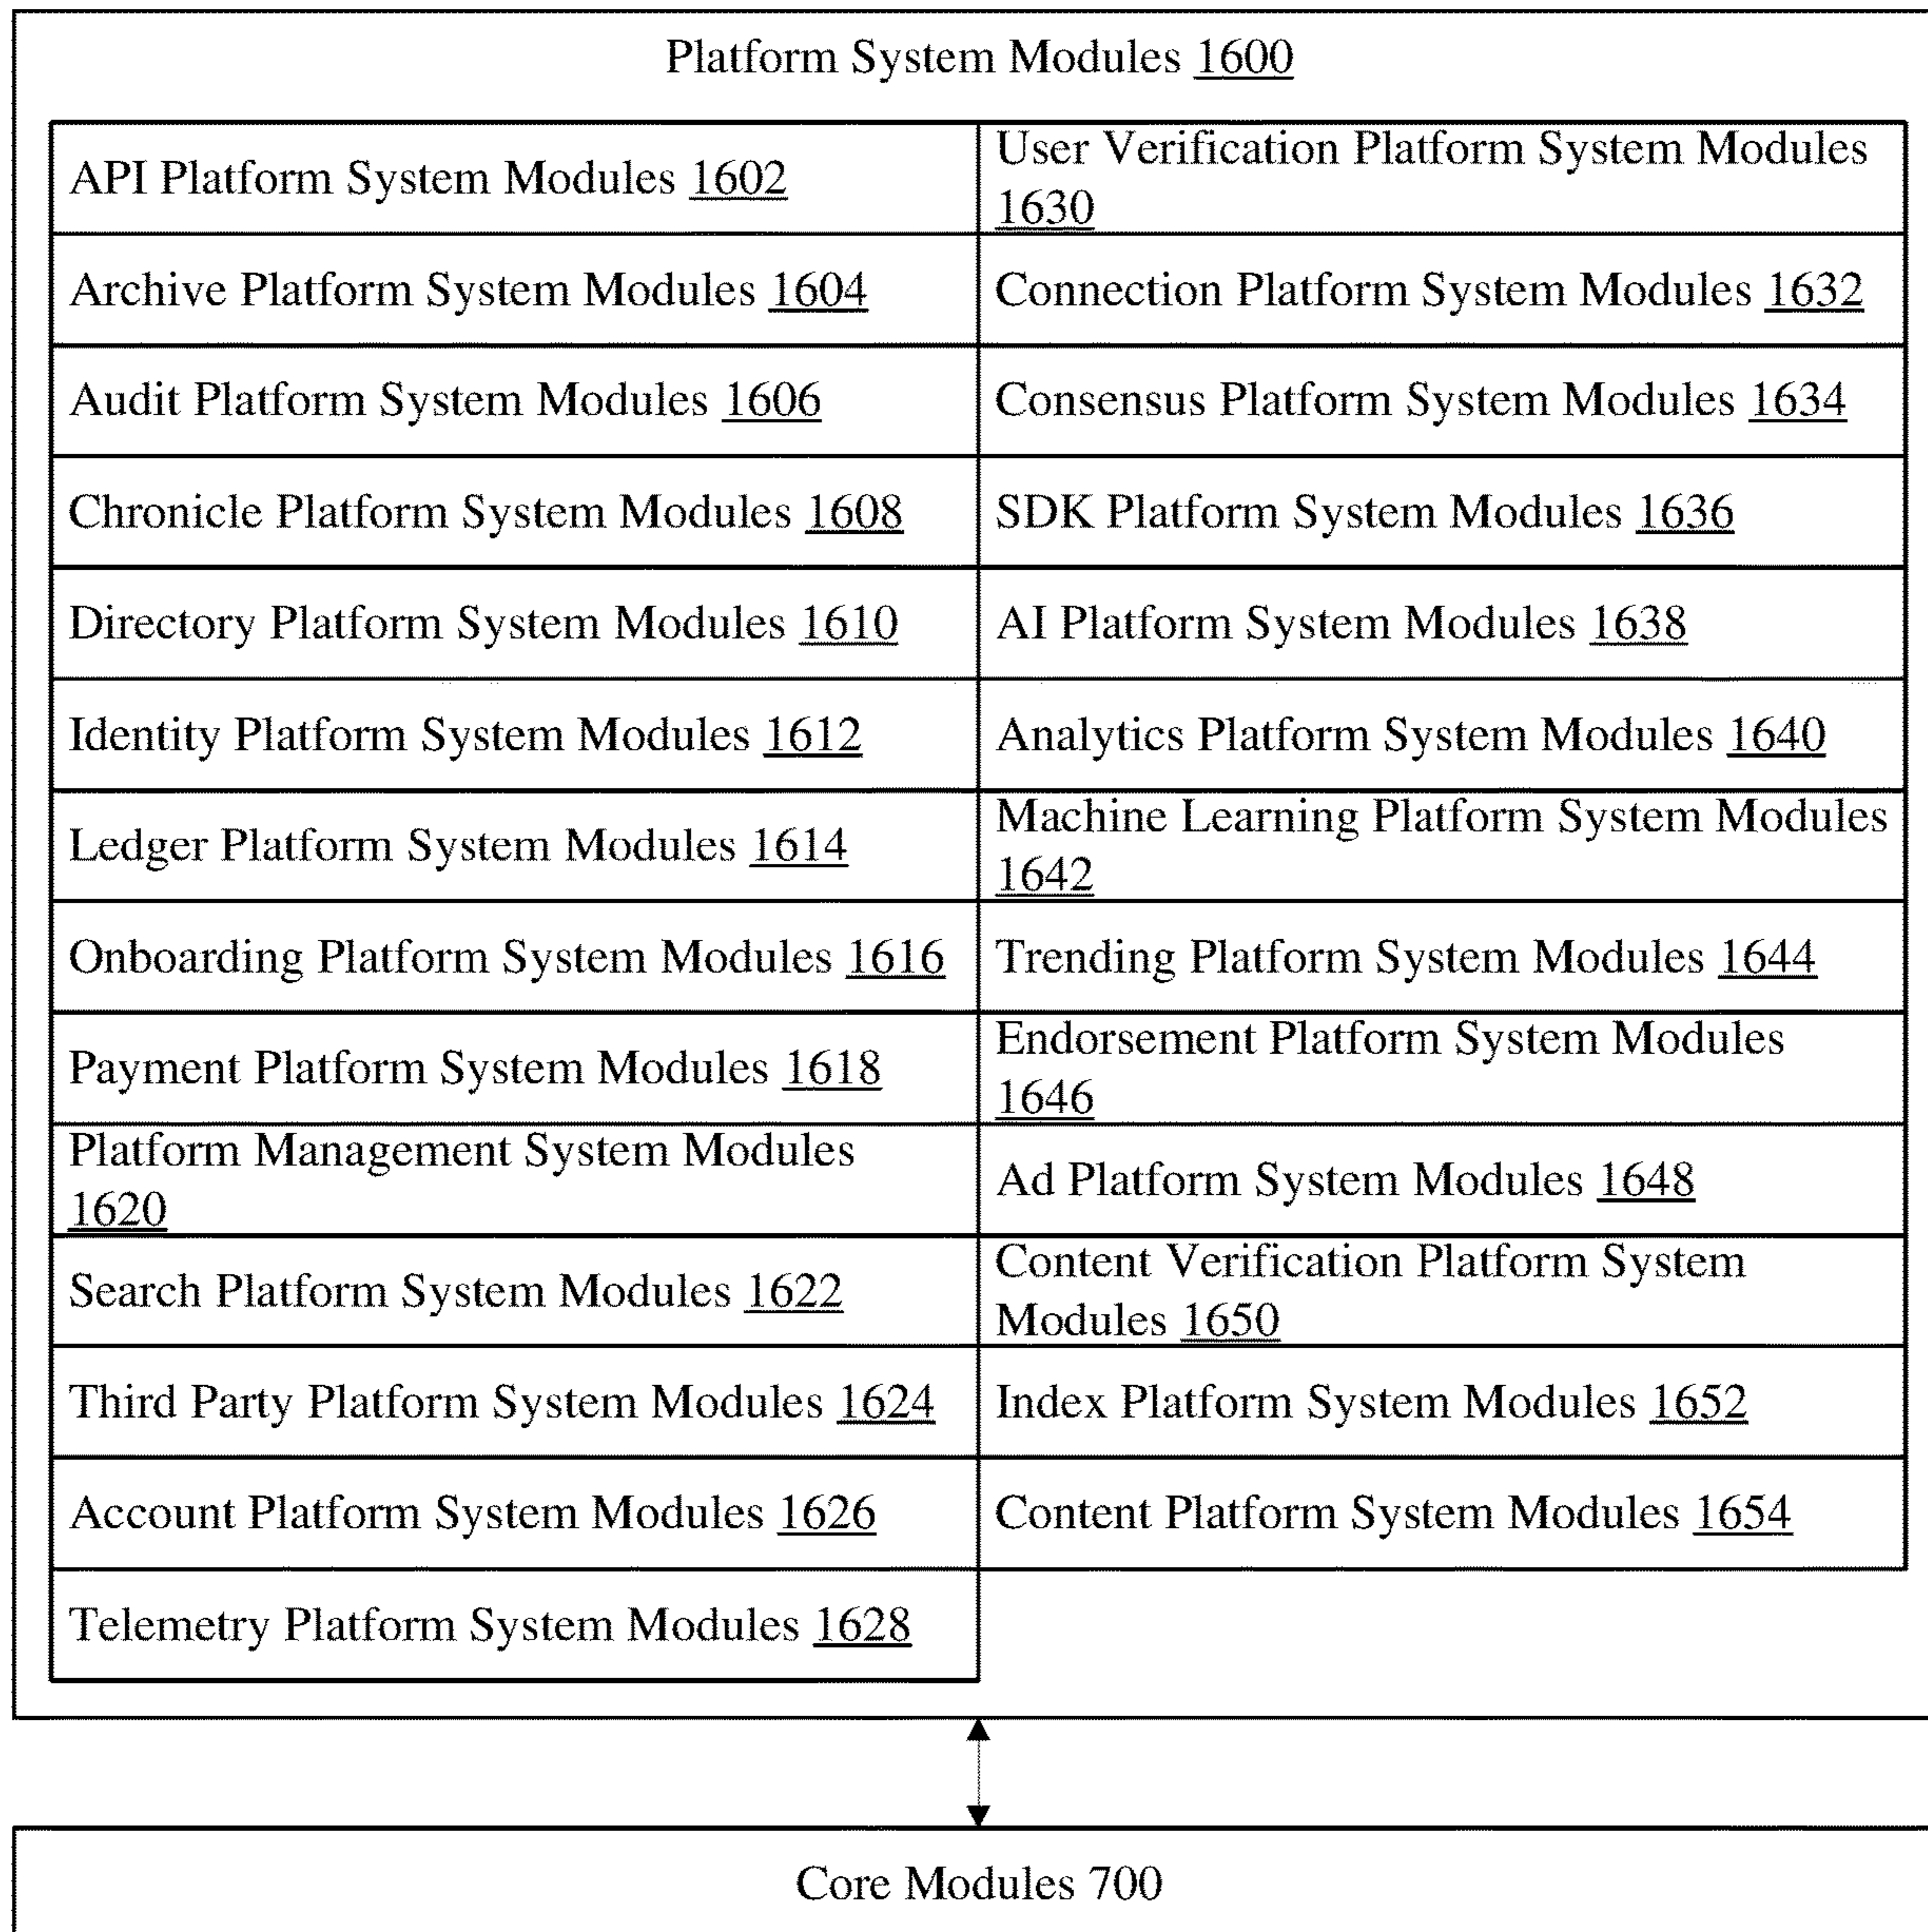 Platform System Modules 1600
API Platform System Modules 1602
Archive Platform System Modules 1604
Audit Platform System Modules 1606
Chronicle Platform System Modules 1608
Directory Platform System Modules 1610
Identity Platform System Modules 1612
Ledger Platform System Modules 1614
Onboarding Platform System Modules 1616
Payment Platform System Modules 1618
Platform Management System Modules
1620
Search Platform System Modules 1622
Third Party Platform System Modules 1624
Account Platform System Modules 1626
Telemetry Platform System Modules 1628
User Verification Platform System Modules
1630
Connection Platform System Modules 1632
Consensus Platform System Modules 1634
SDK Platform System Modules 1636
AI Platform System Modules 1638
Analytics Platform System Modules 1640
Machine Learning Platform System Modules
1642
Trending Platform System Modules 1644
Endorsement Platform System Modules
1646
Ad Platform System Modules 1648
Content Verification Platform System
Modules 1650
Index Platform System Modules 1652
Content Platform System Modules 1654
Core Modules 700